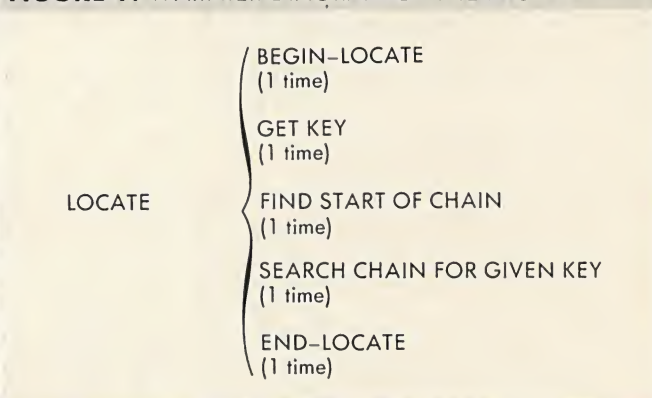 LOCATE
BEGIN–LOCATE
(1 time)
GET KEY
(1 time)
FIND START OF CHAIN
(1 time)
SEARCH CHAIN FOR GIVEN KEY
(1 time)
END–LOCATE
(1 time)